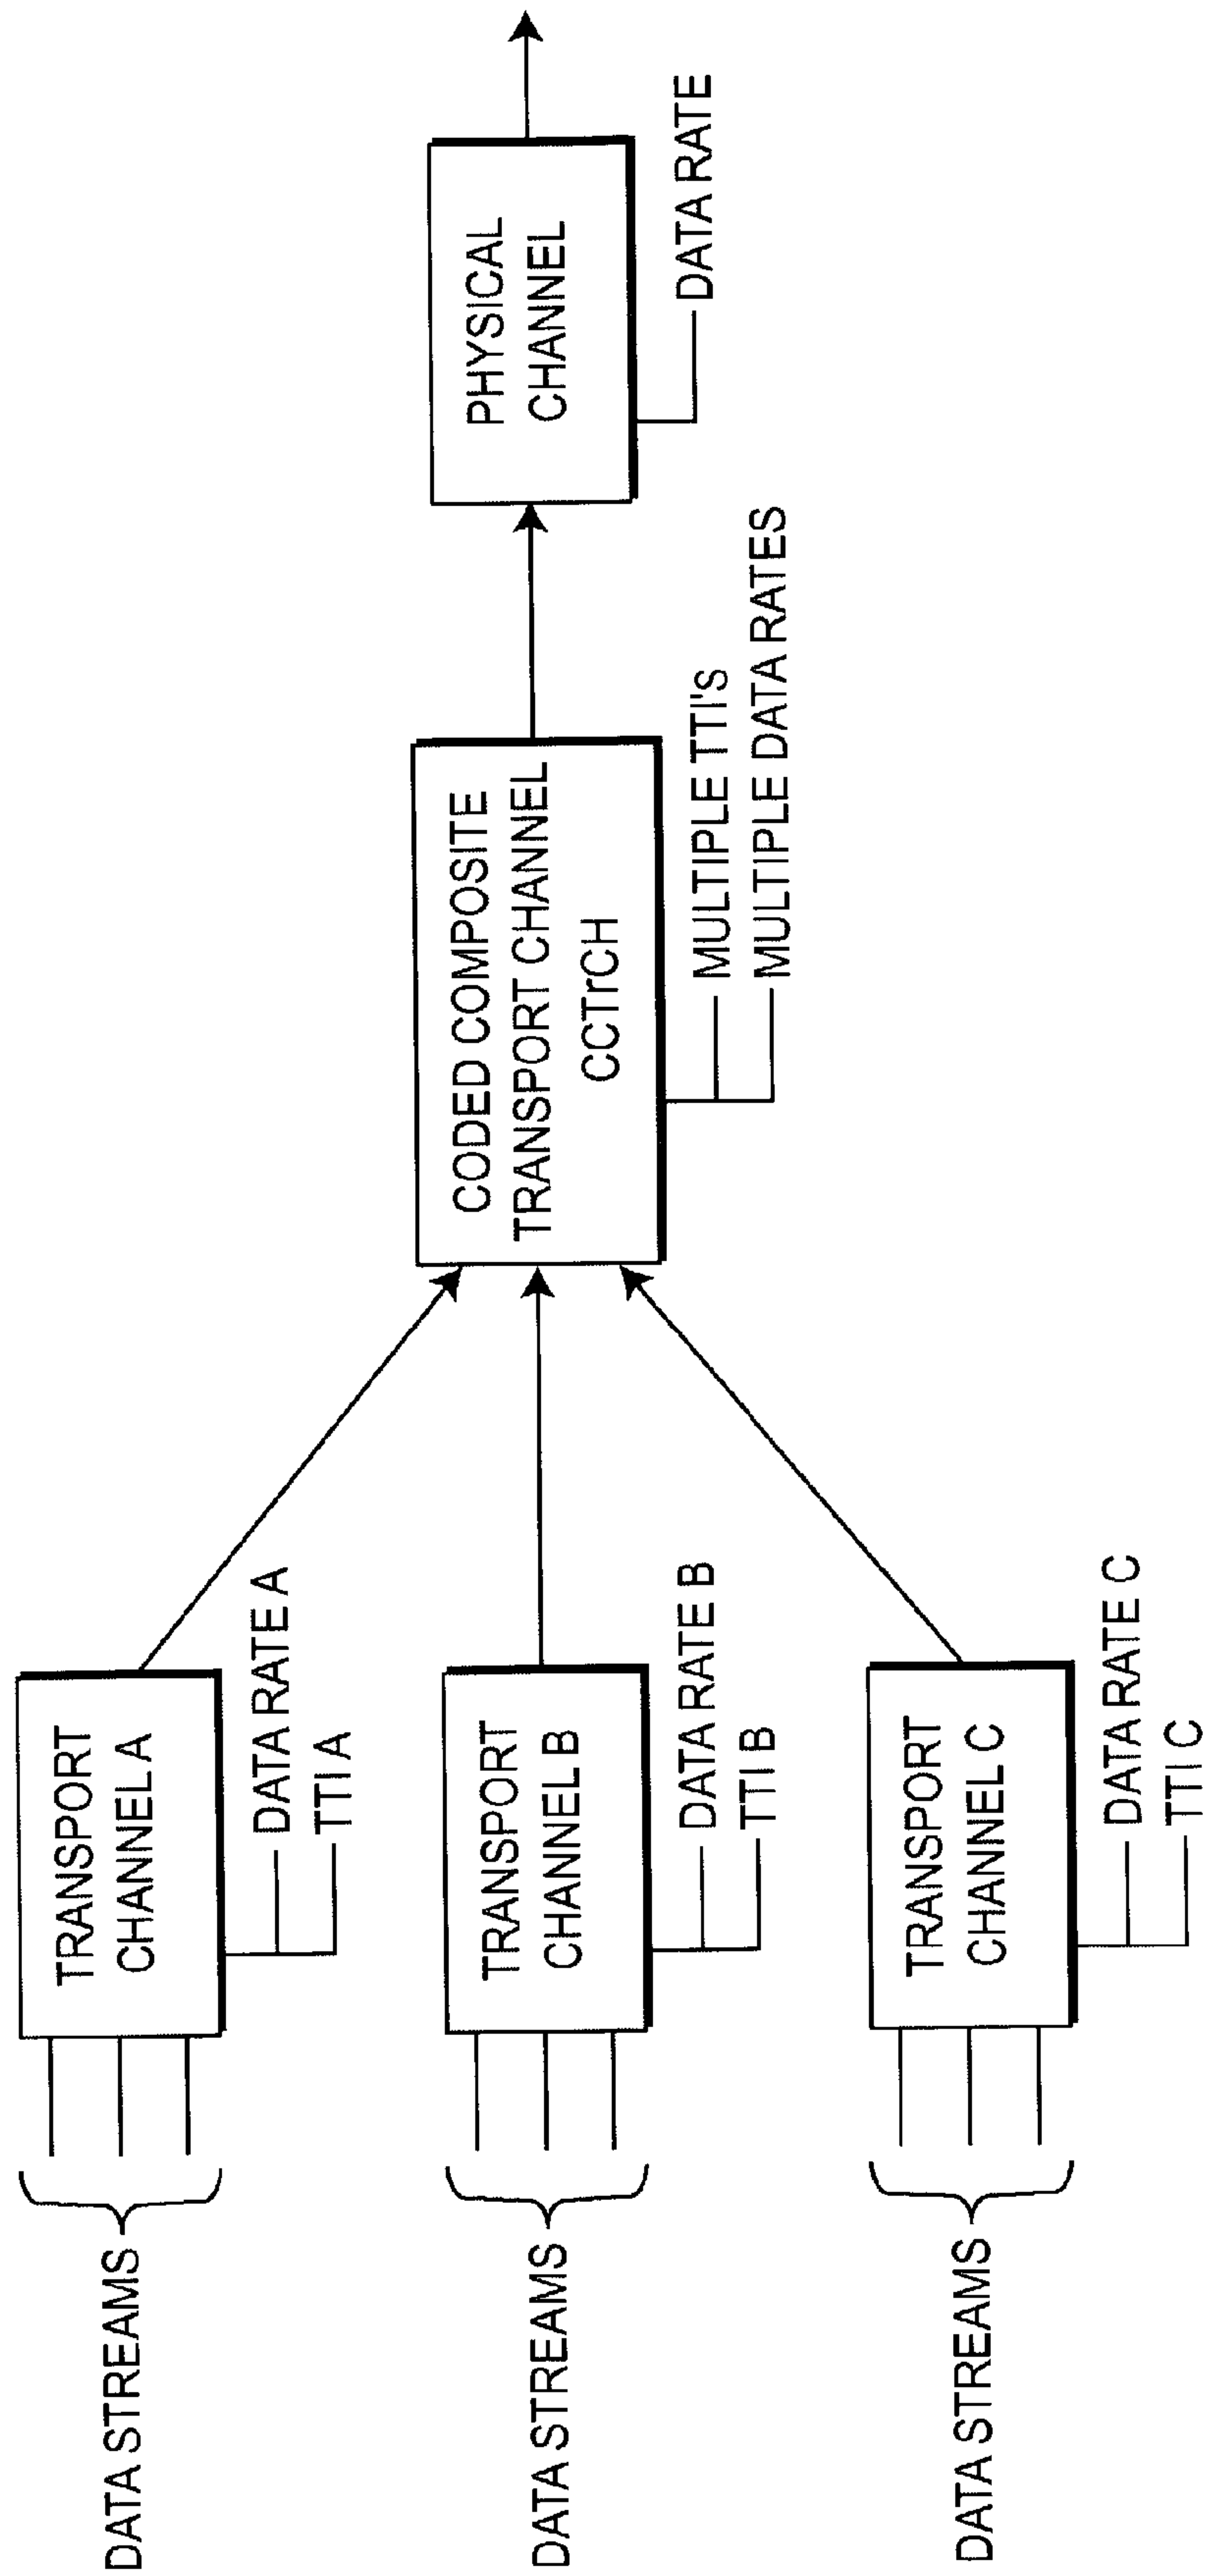 DATA STREAMS
TRANSPORT
CHANNEL A
DATA RATE A
TTI A
DATA STREAMS
TRANSPORT
CHANNEL B
DATA RATE B
TTI B
DATA STREAMS
TRANSPORT
CHANNEL C
DATA RATE C
TTI C
CODED COMPOSITE
TRANSPORT CHANNEL
CCTrCH
MULTIPLE TTI'S
MULTIPLE DATA RATES
PHYSICAL
CHANNEL
DATA RATE